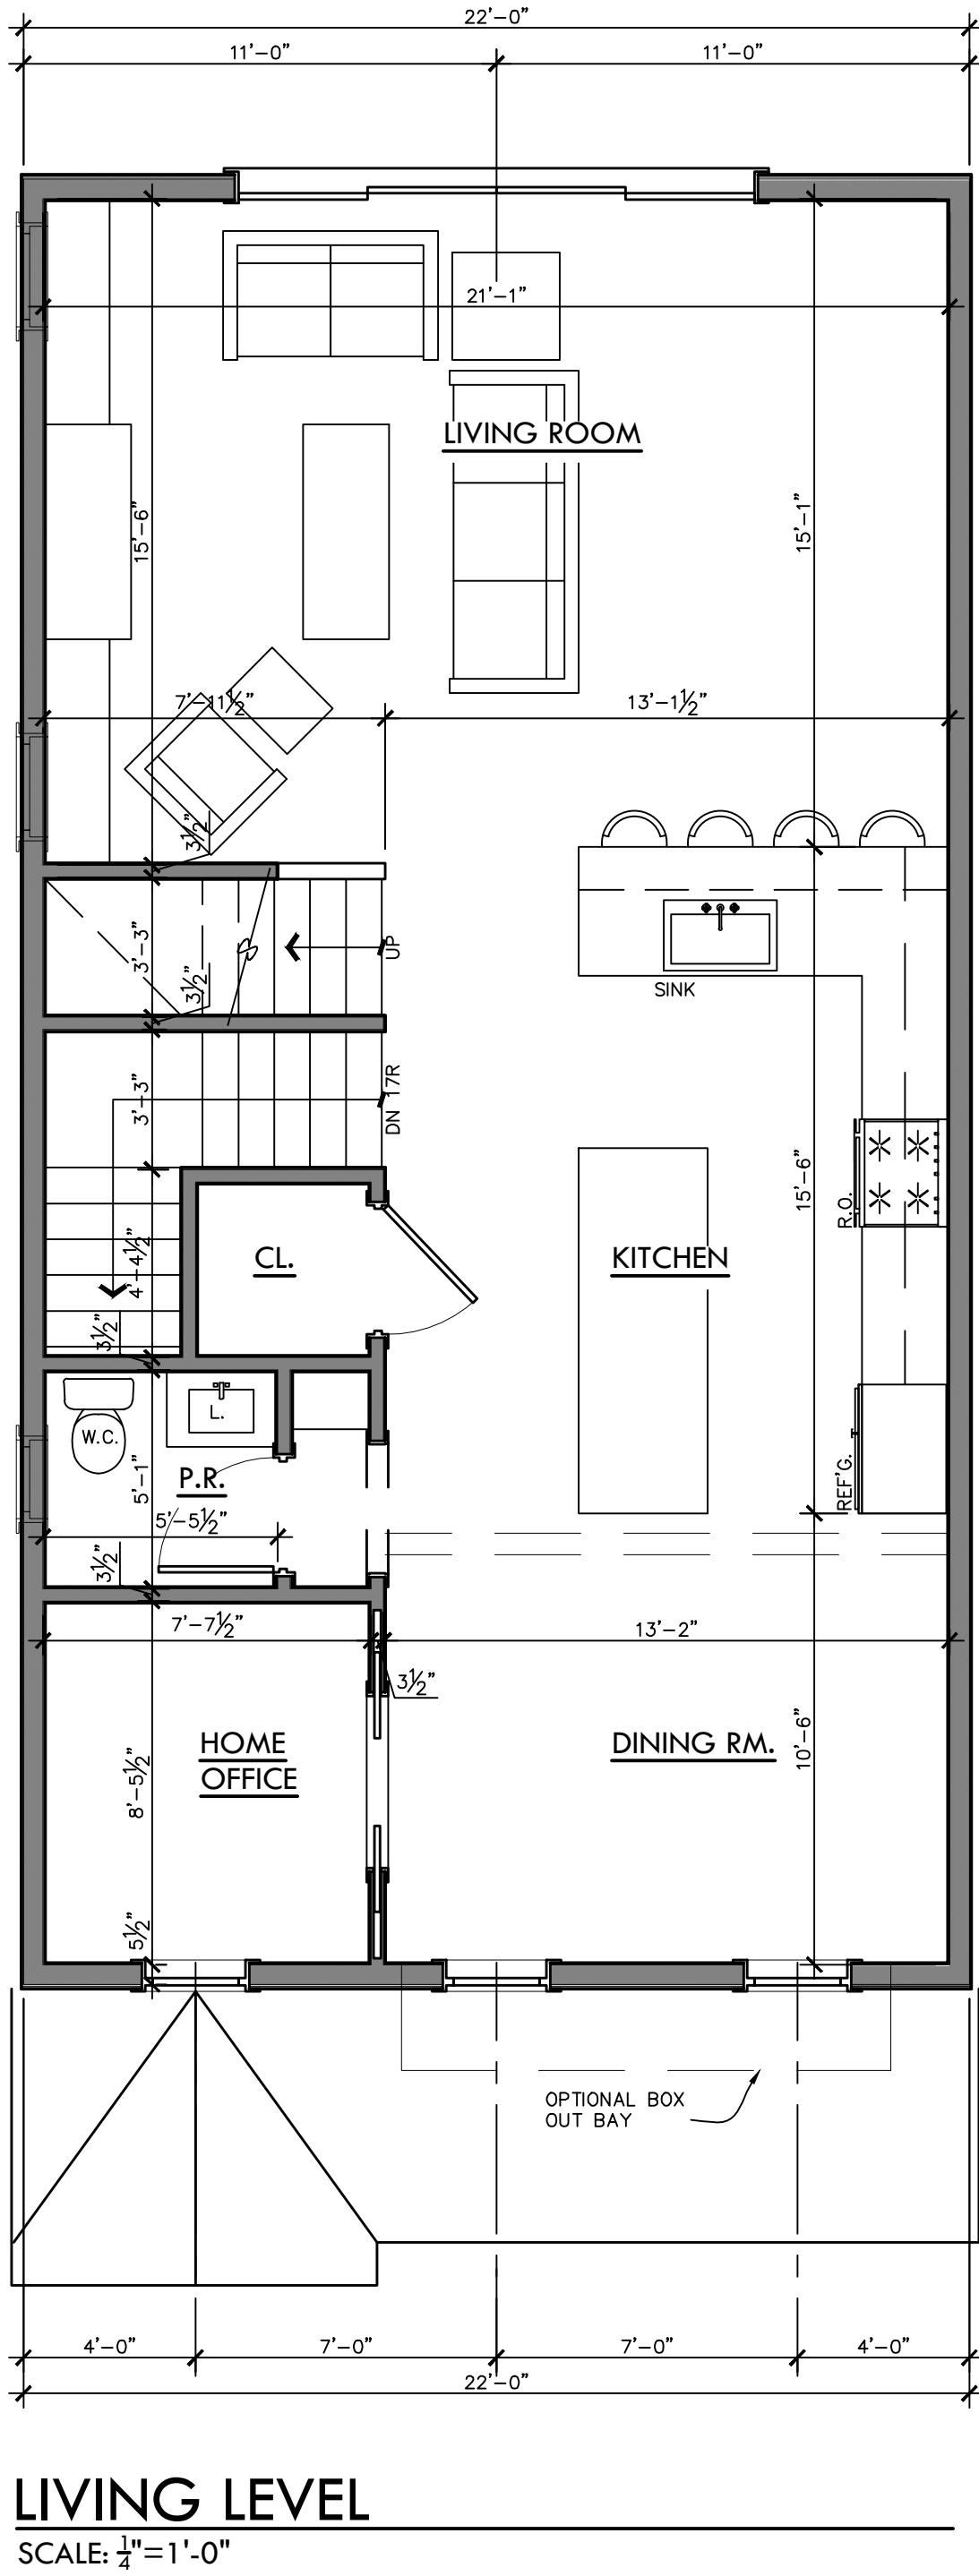 22'-0"
11'-0"
11'-0"
21'-1"
LIVING ROOM
15'-6"
15'-1"
7'-11½"
13'-1½"
3½"
3'-3"
UP
3½"
SINK
3'-3"
DN 17R
15'-6"
R.O.
CL.
KITCHEN
4'-4½"
3½"
L.
W.C.
P.R.
5'-1"
REF'G.
5'-5½"
3½"
7'-7½"
13'-2"
3½"
HOME
OFFICE
DINING RM.
10'-6"
8'-5½"
5½"
OPTIONAL BOX
OUT BAY
4'-0"
7'-0"
7'-0"
4'-0"
22'-0"
LIVING LEVEL
SCALE: ¼"=1'-0"